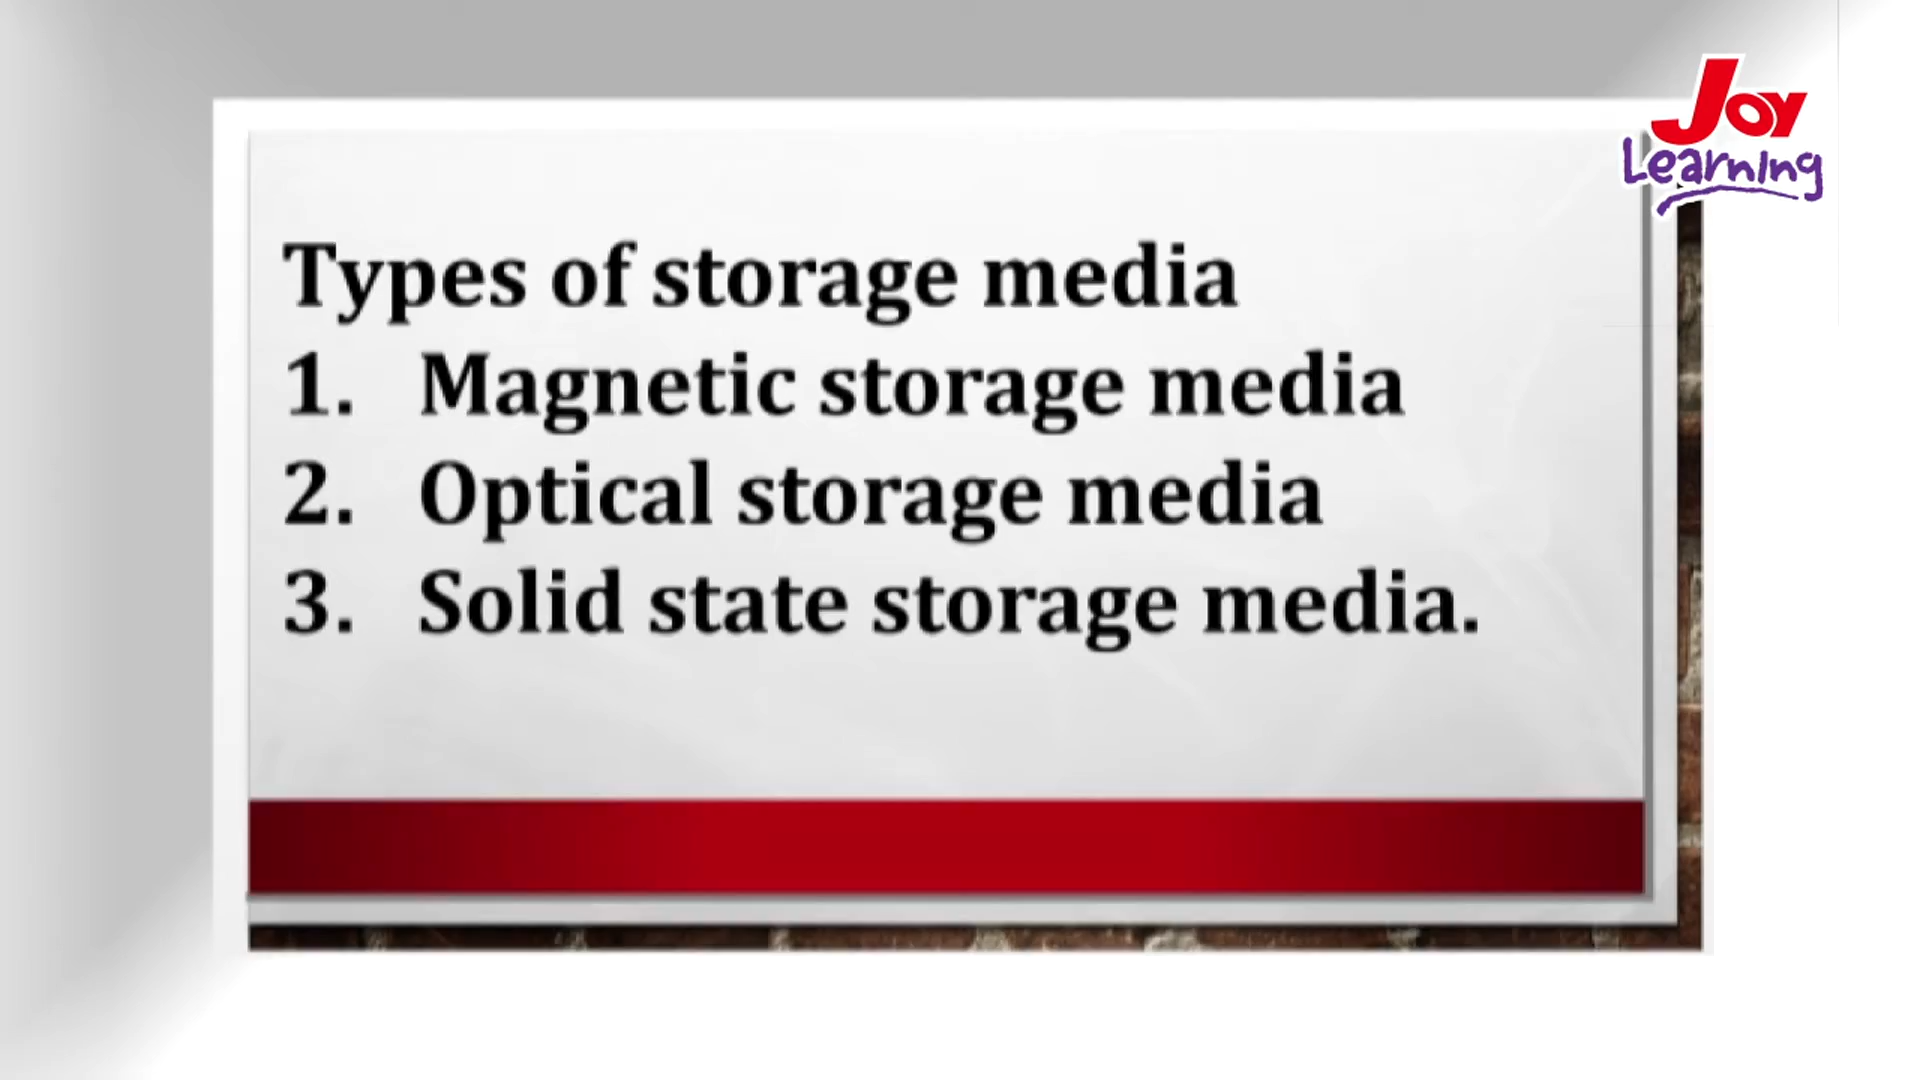 Joy
Learning
Types of storage media
1. Magnetic storage media
2. Optical storage media
3. Solid state storage media.